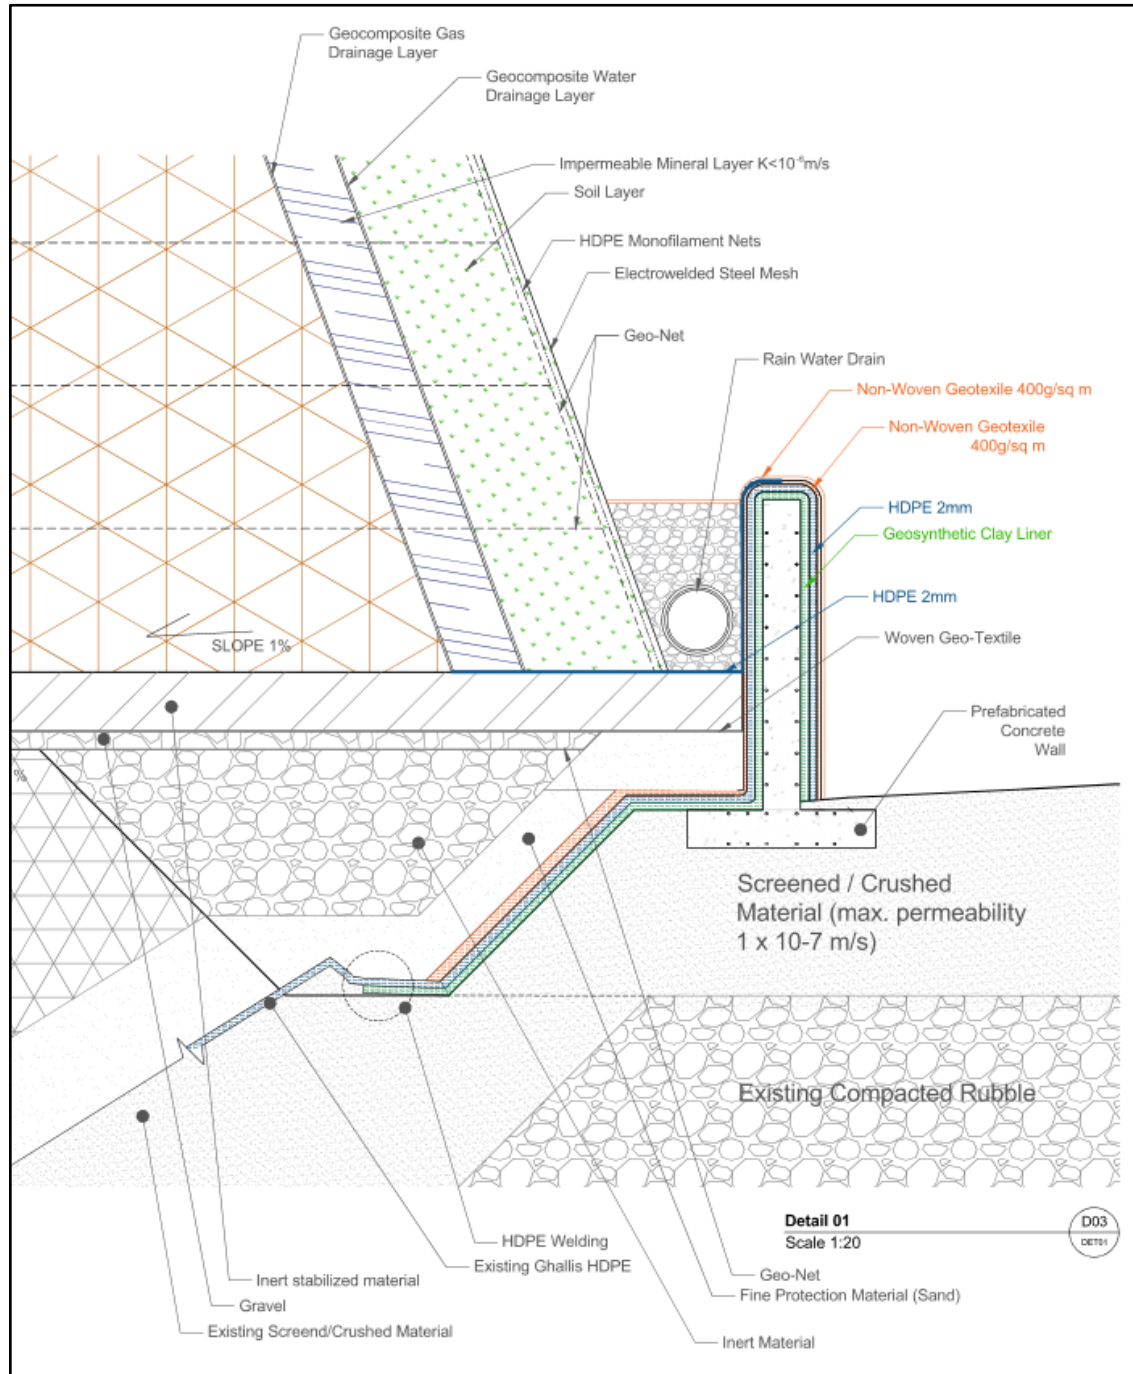 Geocomposite Gas
Drainage Layer
Geocomposite Water
Drainage Layer
Impermeable Mineral Layer K<10⁻⁶m/s
Soil Layer
HDPE Monofilament Nets
Electrowelded Steel Mesh
Geo-Net
Rain Water Drain
Non-Woven Geotexile 400g/sq m
Non-Woven Geotexile
400g/sq m
HDPE 2mm
Geosynthetic Clay Liner
HDPE 2mm
Woven Geo-Textile
SLOPE 1%
Prefabricated
Concrete
Wall
%
Screened / Crushed
Material (max. permeability
1 x 10-7 m/s)
Existing Compacted Rubble
Detail 01
Scale 1:20
D03
DET01
HDPE Welding
Existing Ghallis HDPE
Geo-Net
Inert stabilized material
Fine Protection Material (Sand)
Gravel
Existing Screend/Crushed Material
Inert Material